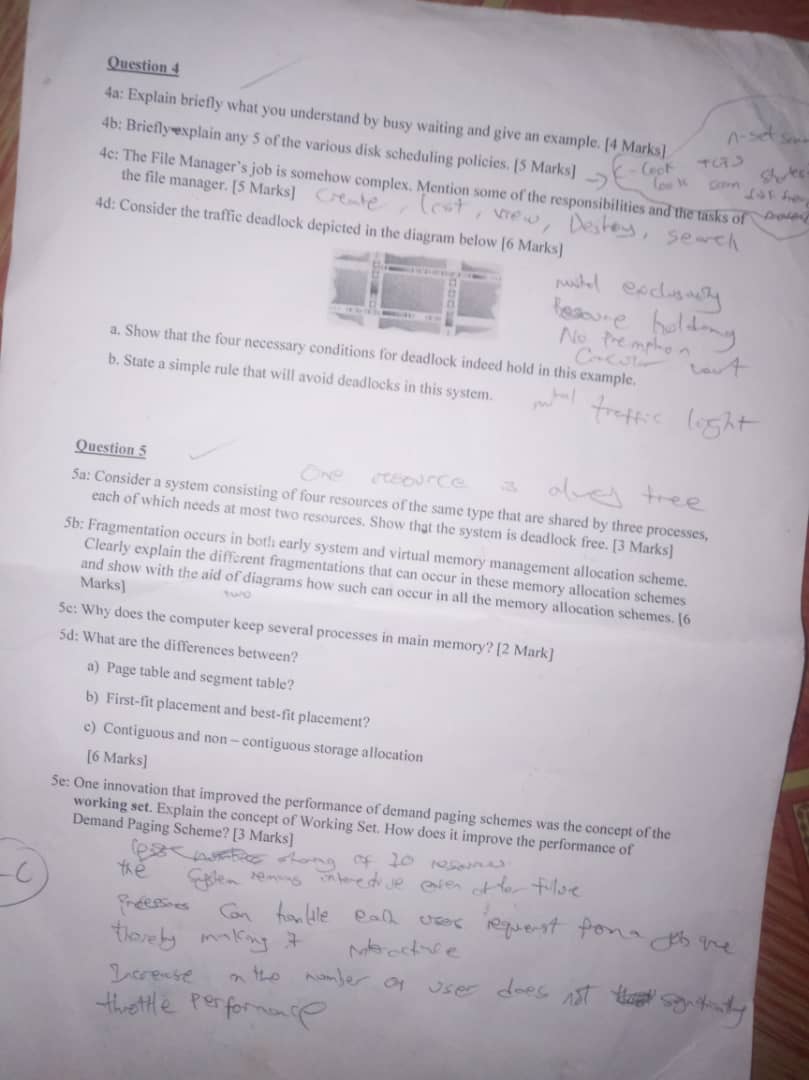 Question 4
4a: Explain briefly what you understand by busy waiting and give an example. [4 Marks]
n-set
4b: Briefly explain any 5 of the various disk scheduling policies. [5 Marks]
C-look
look scan
4c: The File Manager's job is somehow complex. Mention some of the responsibilities and the tasks of
the file manager. [5 Marks] Create, list, view, Destroy, search
4d: Consider the traffic deadlock depicted in the diagram below [6 Marks]
exclusivity
Resource holding
No Premption
wait
a. Show that the four necessary conditions for deadlock indeed hold in this example.
b. State a simple rule that will avoid deadlocks in this system.
traffic light
Question 5
One resource is free
5a: Consider a system consisting of four resources of the same type that are shared by three processes,
each of which needs at most two resources. Show that the system is deadlock free. [3 Marks]
5b: Fragmentation occurs in both early system and virtual memory management allocation scheme.
Clearly explain the different fragmentations that can occur in these memory allocation schemes
and show with the aid of diagrams how such can occur in all the memory allocation schemes. [6
Marks]
two
5c: Why does the computer keep several processes in main memory? [2 Mark]
5d: What are the differences between?
a) Page table and segment table?
b) First-fit placement and best-fit placement?
c) Contiguous and non – contiguous storage allocation
[6 Marks]
5e: One innovation that improved the performance of demand paging schemes was the concept of the
working set. Explain the concept of Working Set. How does it improve the performance of
Demand Paging Scheme? [3 Marks]
sharing of IO resources
the System remains even after
Processes Can handle each users request from a job que
thereby making it
Increase in the number of user does not significantly
throttle performance